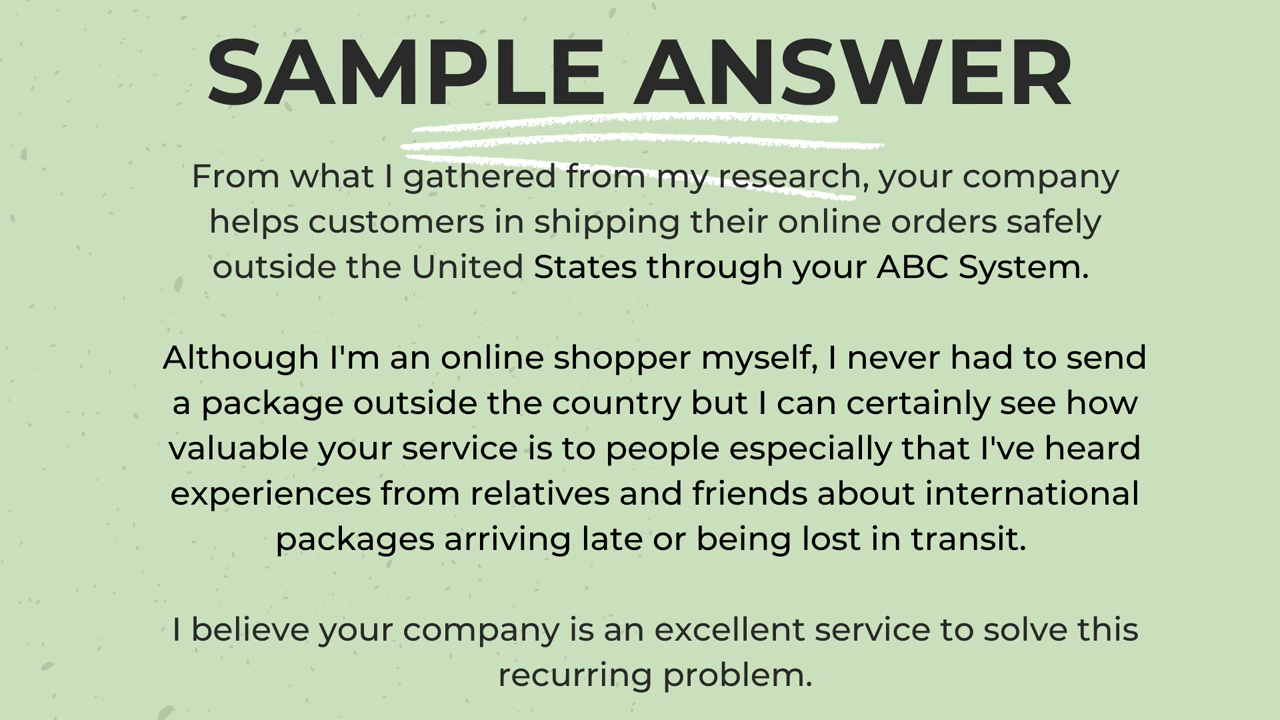 SAMPLE ANSWER
From what I gathered from my research, your company
helps customers in shipping their online orders safely
outside the United States through your ABC System.
Although I'm an online shopper myself, I never had to send
a package outside the country but I can certainly see how
valuable your service is to people especially that I've heard
experiences from relatives and friends about international
packages arriving late or being lost in transit.
I believe your company is an excellent service to solve this
recurring problem.